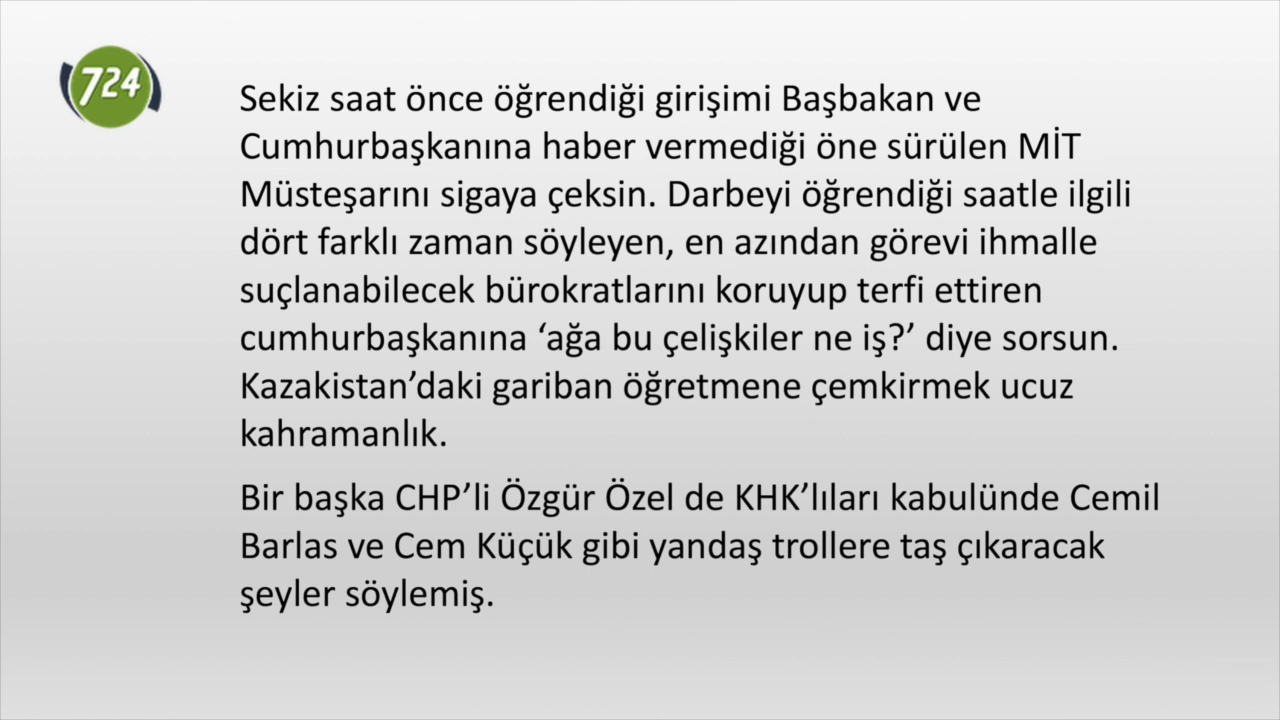 724
Sekiz saat önce öğrendiği girişimi Başbakan ve
Cumhurbaşkanına haber vermediği öne sürülen MİT
Müsteşarını sigaya çeksin. Darbeyi öğrendiği saatle ilgili
dört farklı zaman söyleyen, en azından görevi ihmalle
suçlanabilecek bürokratlarını koruyup terfi ettiren
cumhurbaşkanına ‘ağa bu çelişkiler ne iş?’ diye sorsun.
Kazakistan’daki gariban öğretmene çemkirmek ucuz
kahramanlık.
Bir başka CHP’li Özgür Özel de KHK’lıları kabulünde Cemil
Barlas ve Cem Küçük gibi yandaş trollere taş çıkaracak
şeyler söylemiş.